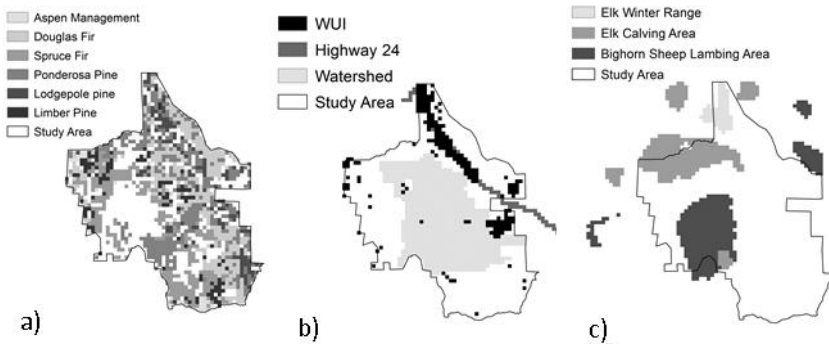 Aspen Management
Douglas Fir
Spruce Fir
Ponderosa Pine
Lodgepole pine
Limber Pine
Study Area
a)
WUI
Highway 24
Watershed
Study Area
b)
Elk Winter Range
Elk Calving Area
Bighorn Sheep Lambing Area
Study Area
c)